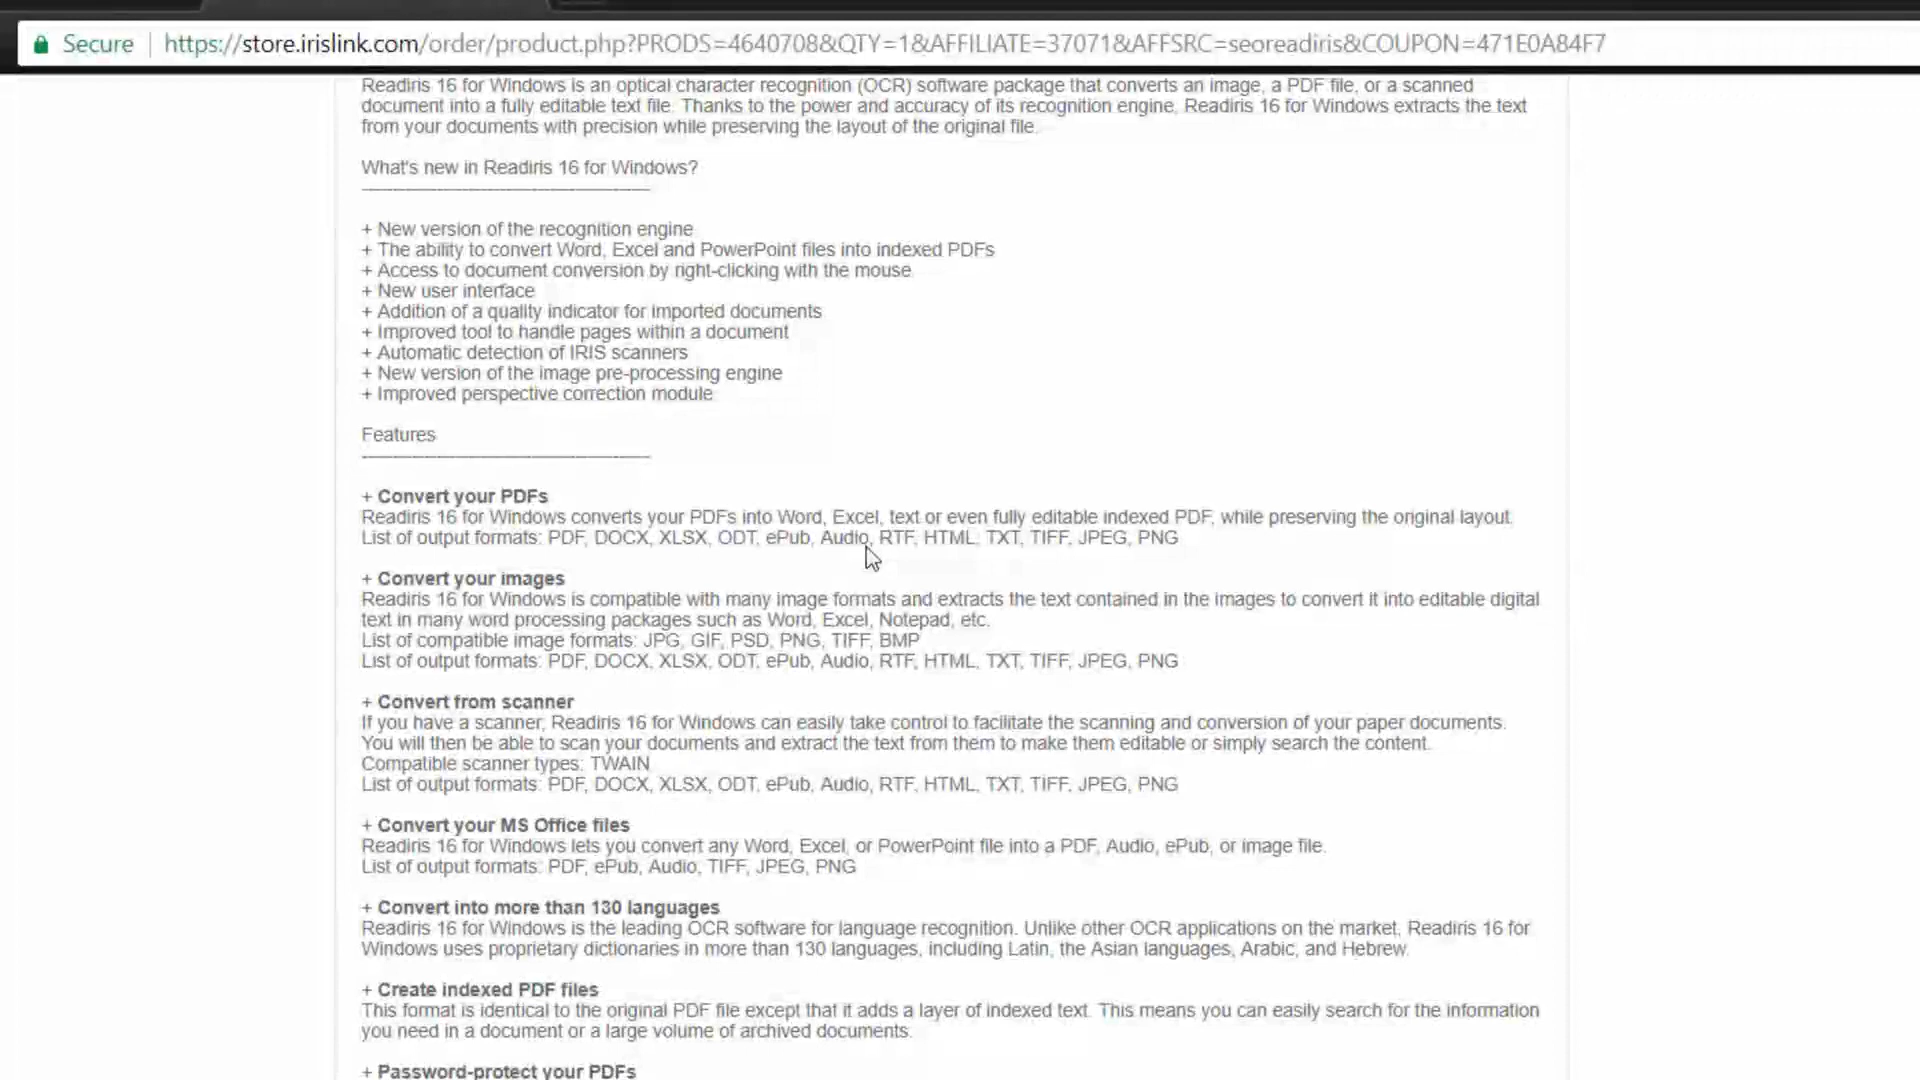 Secure https://store.irislink.com/order/product.php?PRODS=4640708&QTY=1&AFFILIATE=37071&AFFSRC=seoreadiris&COUPON=471E0A84F7
Readiris 16 for Windows is an optical character recognition (OCR) software package that converts an image, a PDF file, or a scanned
document into a fully editable text file. Thanks to the power and accuracy of its recognition engine, Readiris 16 for Windows extracts the text
from your documents with precision while preserving the layout of the original file.
What's new in Readiris 16 for Windows?
+ New version of the recognition engine
+ The ability to convert Word, Excel and PowerPoint files into indexed PDFs
+ Access to document conversion by right-clicking with the mouse
+ New user interface
+ Addition of a quality indicator for imported documents
+ Improved tool to handle pages within a document
+ Automatic detection of IRIS scanners
+ New version of the image pre-processing engine
+ Improved perspective correction module
Features
+ Convert your PDFs
Readiris 16 for Windows converts your PDFs into Word, Excel, text or even fully editable indexed PDF, while preserving the original layout.
List of output formats: PDF, DOCX, XLSX, ODT, ePub, Audio, RTF, HTML, TXT, TIFF, JPEG, PNG
+ Convert your images
Readiris 16 for Windows is compatible with many image formats and extracts the text contained in the images to convert it into editable digital
text in many word processing packages such as Word, Excel, Notepad, etc.
List of compatible image formats: JPG, GIF, PSD, PNG, TIFF, BMP
List of output formats: PDF, DOCX, XLSX, ODT, ePub, Audio, RTF, HTML, TXT, TIFF, JPEG, PNG
+ Convert from scanner
If you have a scanner, Readiris 16 for Windows can easily take control to facilitate the scanning and conversion of your paper documents.
You will then be able to scan your documents and extract the text from them to make them editable or simply search the content.
Compatible scanner types: TWAIN
List of output formats: PDF, DOCX, XLSX, ODT, ePub, Audio, RTF, HTML, TXT, TIFF, JPEG, PNG
+ Convert your MS Office files
Readiris 16 for Windows lets you convert any Word, Excel, or PowerPoint file into a PDF, Audio, ePub, or image file.
List of output formats: PDF, ePub, Audio, TIFF, JPEG, PNG
+ Convert into more than 130 languages
Readiris 16 for Windows is the leading OCR software for language recognition. Unlike other OCR applications on the market, Readiris 16 for
Windows uses proprietary dictionaries in more than 130 languages, including Latin, the Asian languages, Arabic, and Hebrew.
+ Create indexed PDF files
This format is identical to the original PDF file except that it adds a layer of indexed text. This means you can easily search for the information
you need in a document or a large volume of archived documents.
+ Password-protect your PDFs